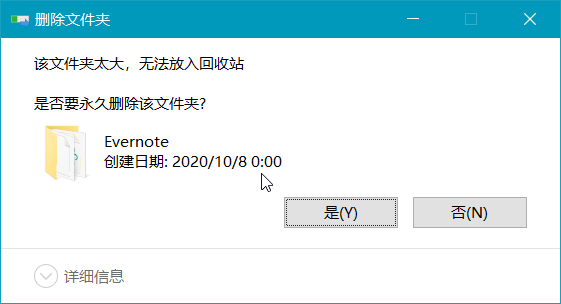 删除文件夹
该文件夹太大，无法放入回收站
是否要永久删除该文件夹?
Evernote
创建日期: 2020/10/8 0:00
是(Y)
否(N)
详细信息